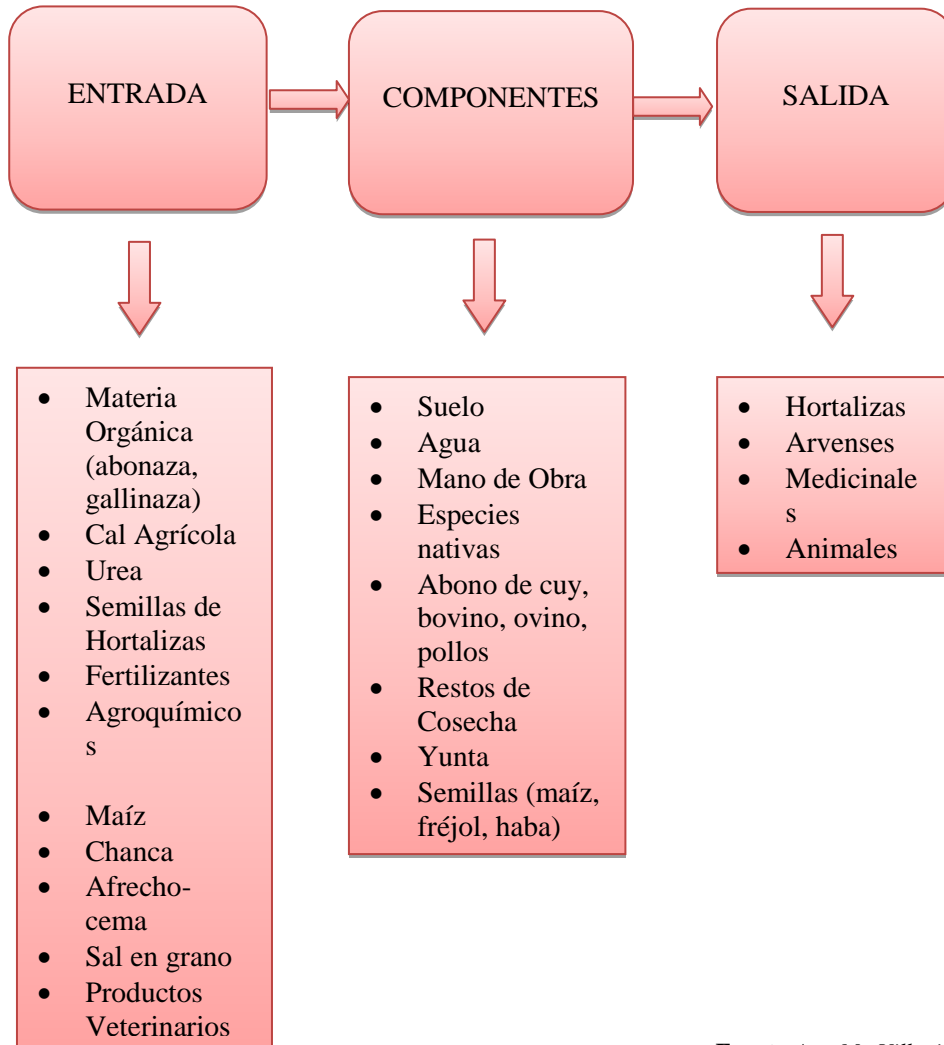 ENTRADA
COMPONENTES
SALIDA
• Materia
Orgánica
(abonaza,
gallinaza)
• Cal Agrícola
• Urea
• Semillas de
Hortalizas
• Fertilizantes
• Agroquímico
s
• Maíz
• Chanca
• Afrecho-
cema
• Sal en grano
• Productos
Veterinarios
• Suelo
• Agua
• Mano de Obra
• Especies
nativas
• Abono de cuy,
bovino, ovino,
pollos
• Restos de
Cosecha
• Yunta
• Semillas (maíz,
fréjol, haba)
• Hortalizas
• Arvenses
• Medicinale
s
• Animales